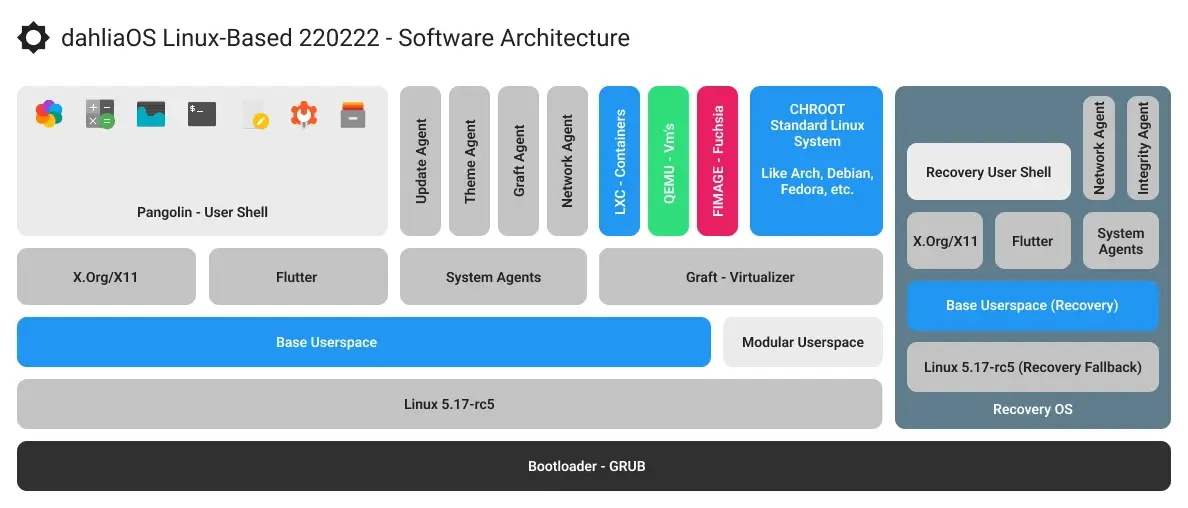 dahliaOS Linux-Based 220222 - Software Architecture
$_
Pangolin - User Shell
Update Agent
Theme Agent
Graft Agent
Network Agent
LXC - Containers
QEMU - Vm's
FIMAGE - Fuchsia
CHROOT
Standard Linux
System
Like Arch, Debian,
Fedora, etc.
X.Org/X11
Flutter
System Agents
Graft - Virtualizer
Base Userspace
Modular Userspace
Linux 5.17-rc5
Recovery User Shell
Network Agent
Integrity Agent
X.Org/X11
Flutter
System
Agents
Base Userspace (Recovery)
Linux 5.17-rc5 (Recovery Fallback)
Recovery OS
Bootloader - GRUB